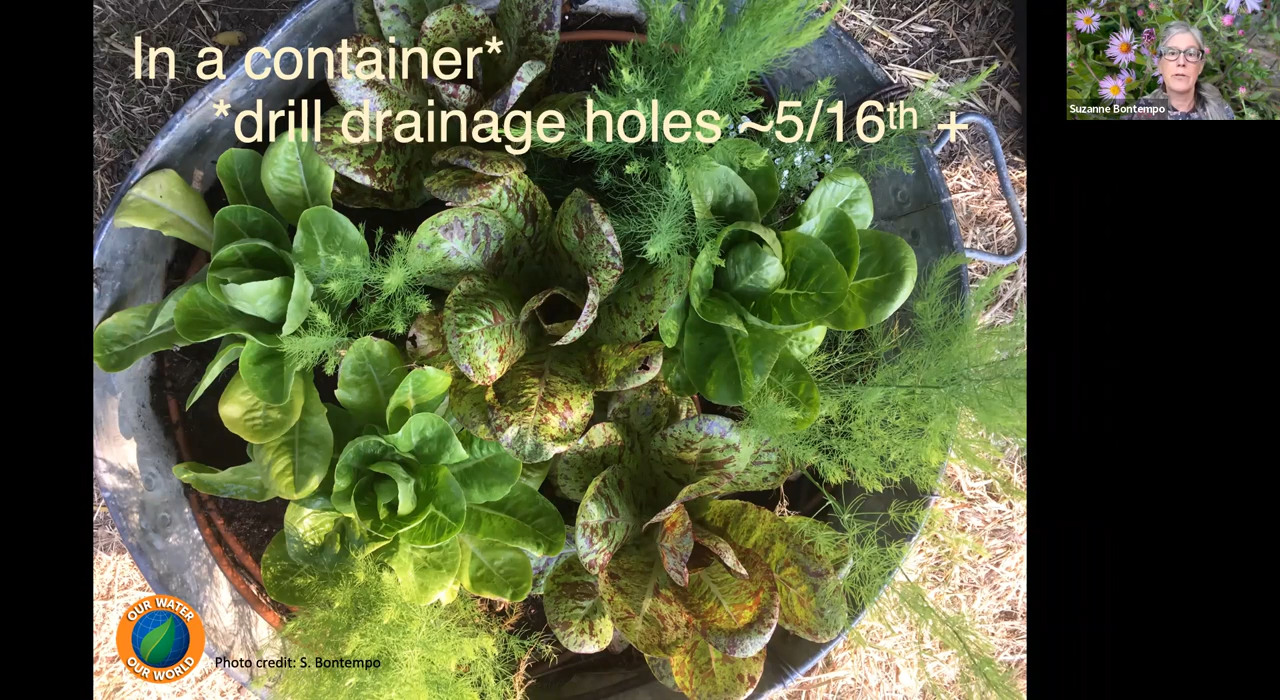 In a container*
*drill drainage holes ~5/16th +
Suzanne Bontempo
OUR WATER
OUR WORLD
Photo credit: S. Bontempo